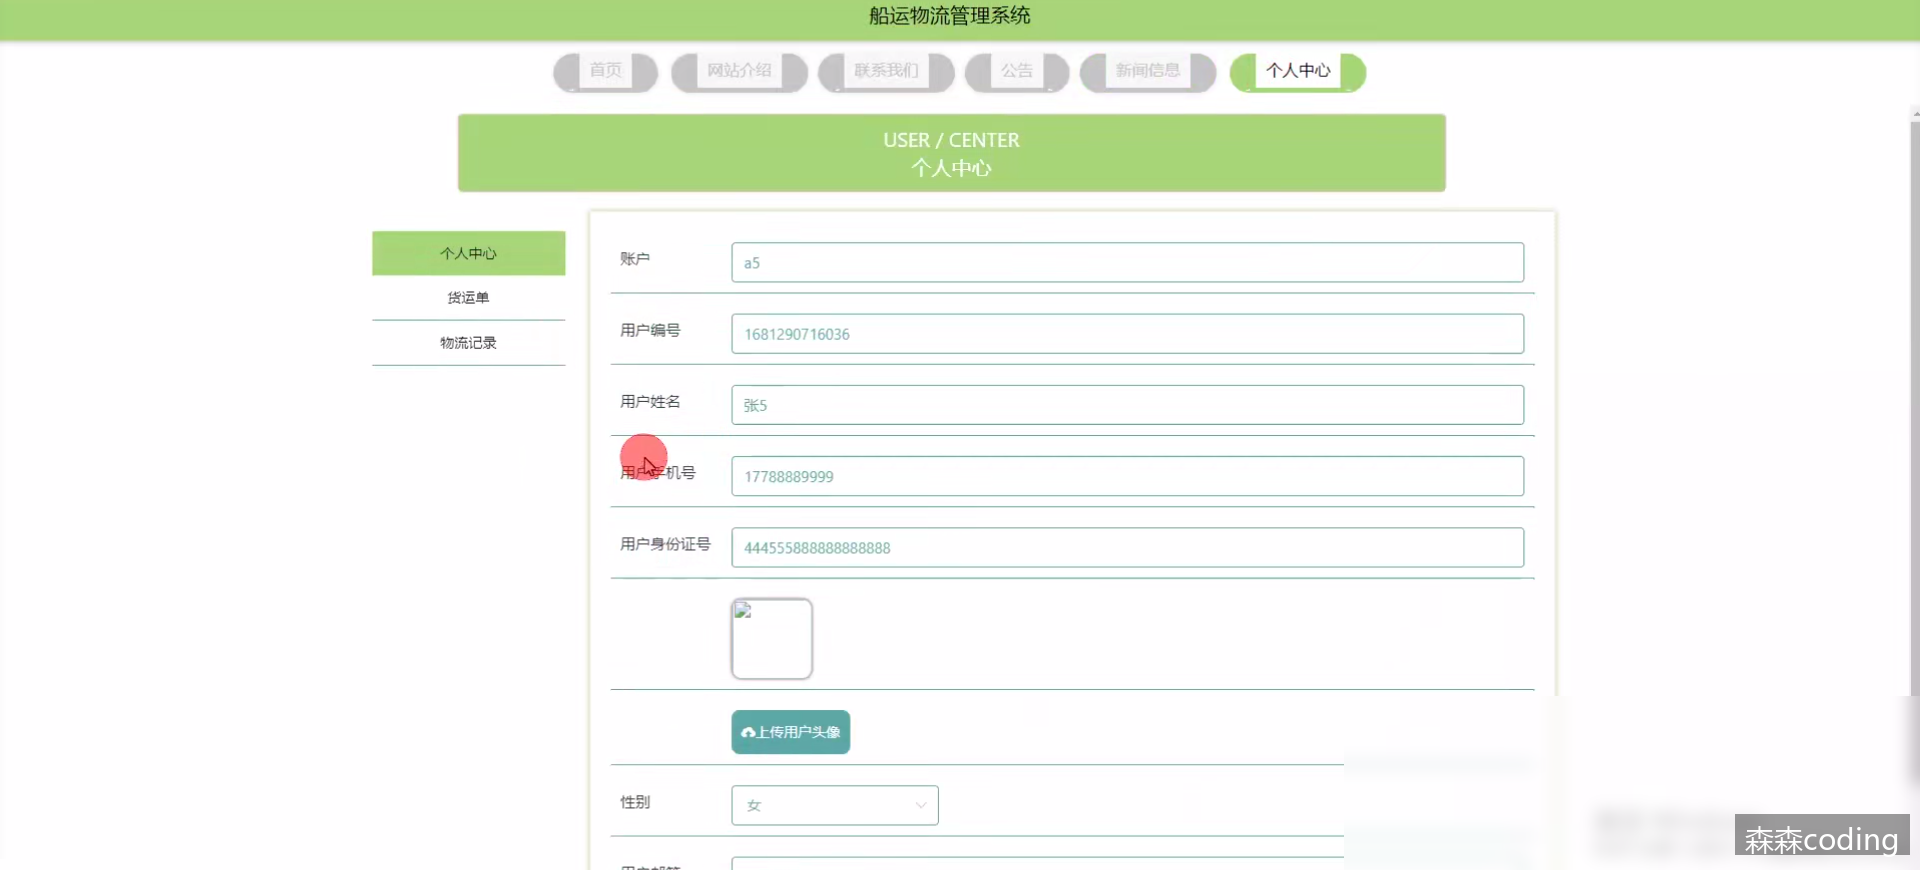 船运物流管理系统
首页
网站介绍
联系我们
公告
新闻信息
个人中心
USER / CENTER
个人中心
个人中心
货运单
物流记录
账户
a5
用户编号
1681290716036
用户姓名
张5
用户手机号
17788889999
用户身份证号
444555888888888888
上传用户头像
性别
女
森森coding